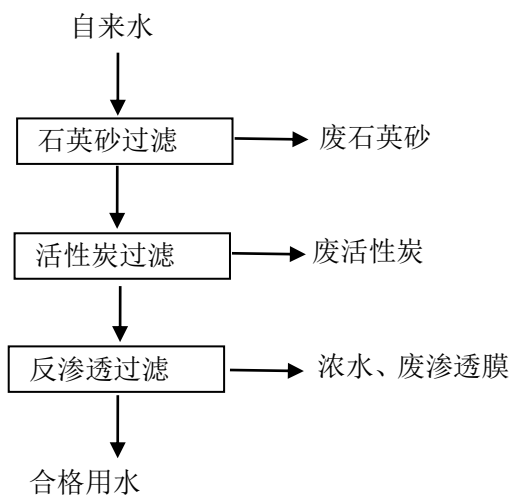 自来水
石英砂过滤
废石英砂
活性炭过滤
废活性炭
反渗透过滤
浓水、废渗透膜
合格用水